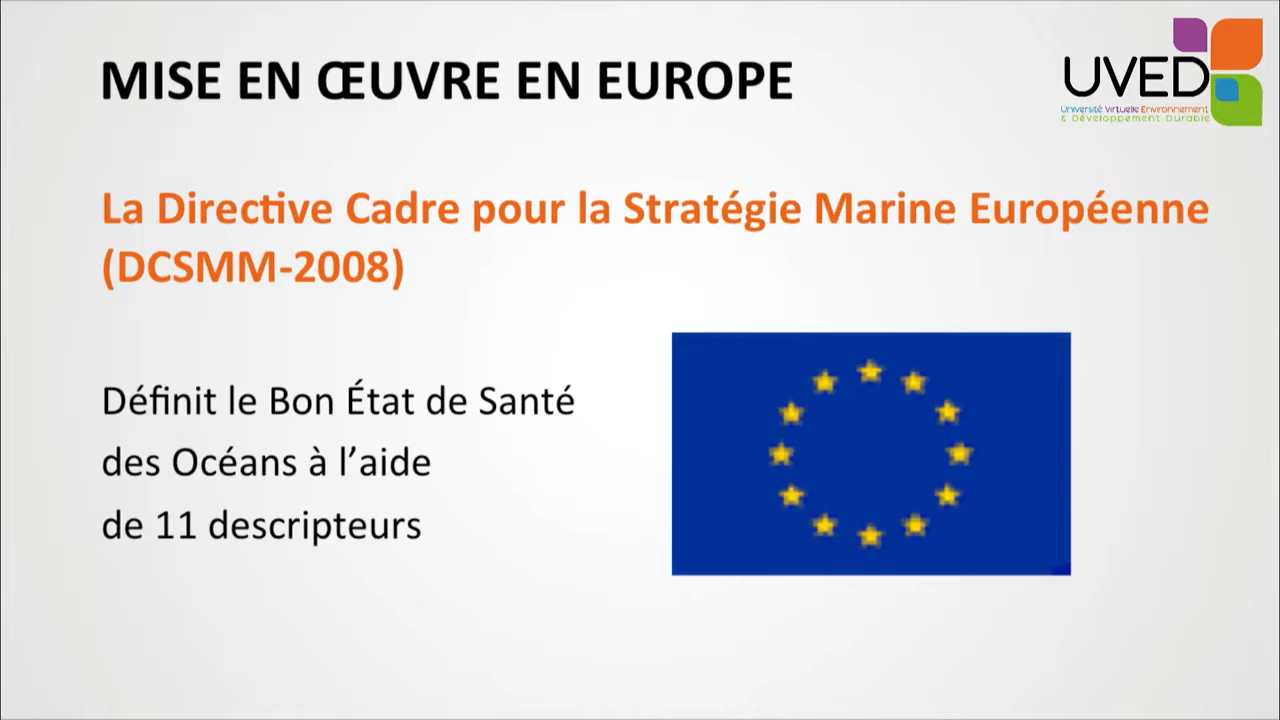 MISE EN ŒUVRE EN EUROPE
UVED
Université Virtuelle Environnement
& Développement Durable
La Directive Cadre pour la Stratégie Marine Européenne
(DCSMM-2008)
Définit le Bon État de Santé
des Océans à l’aide
de 11 descripteurs